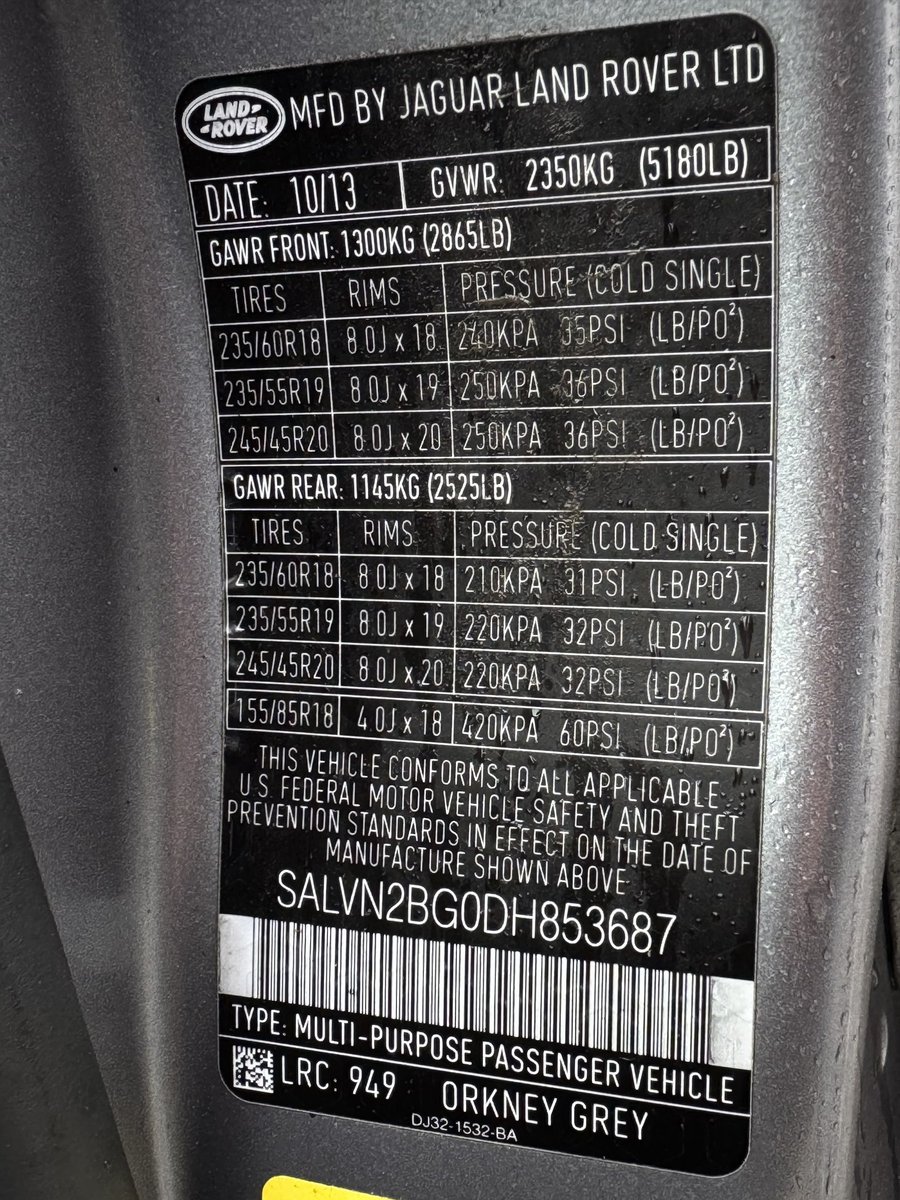 LAND-
-ROVER
MFD BY JAGUAR LAND ROVER LTD
DATE: 10/13 GVWR: 2350KG (5180LB)
GAWR FRONT: 1300KG (2865LB)
TIRES RIMS PRESSURE (COLD SINGLE)
235/60R18 8.0J x 18 240KPA 35PSI (LB/PO²)
235/55R19 8.0J x 19 250KPA 36PSI (LB/PO²)
245/45R20 8.0J x 20 250KPA 36PSI (LB/PO²)
GAWR REAR: 1145KG (2525LB)
TIRES RIMS PRESSURE (COLD SINGLE)
235/60R18 8.0J x 18 210KPA 31PSI (LB/PO²)
235/55R19 8.0J x 19 220KPA 32PSI (LB/PO²)
245/45R20 8.0J x 20 220KPA 32PSI (LB/PO²)
155/85R18 4.0J x 18 420KPA 60PSI (LB/PO²)
THIS VEHICLE CONFORMS TO ALL APPLICABLE
U.S. FEDERAL MOTOR VEHICLE SAFETY AND THEFT
PREVENTION STANDARDS IN EFFECT ON THE DATE OF
MANUFACTURE SHOWN ABOVE
SALVN2BG0DH853687
TYPE: MULTI-PURPOSE PASSENGER VEHICLE
LRC: 949 ORKNEY GREY
DJ32-1532-BA